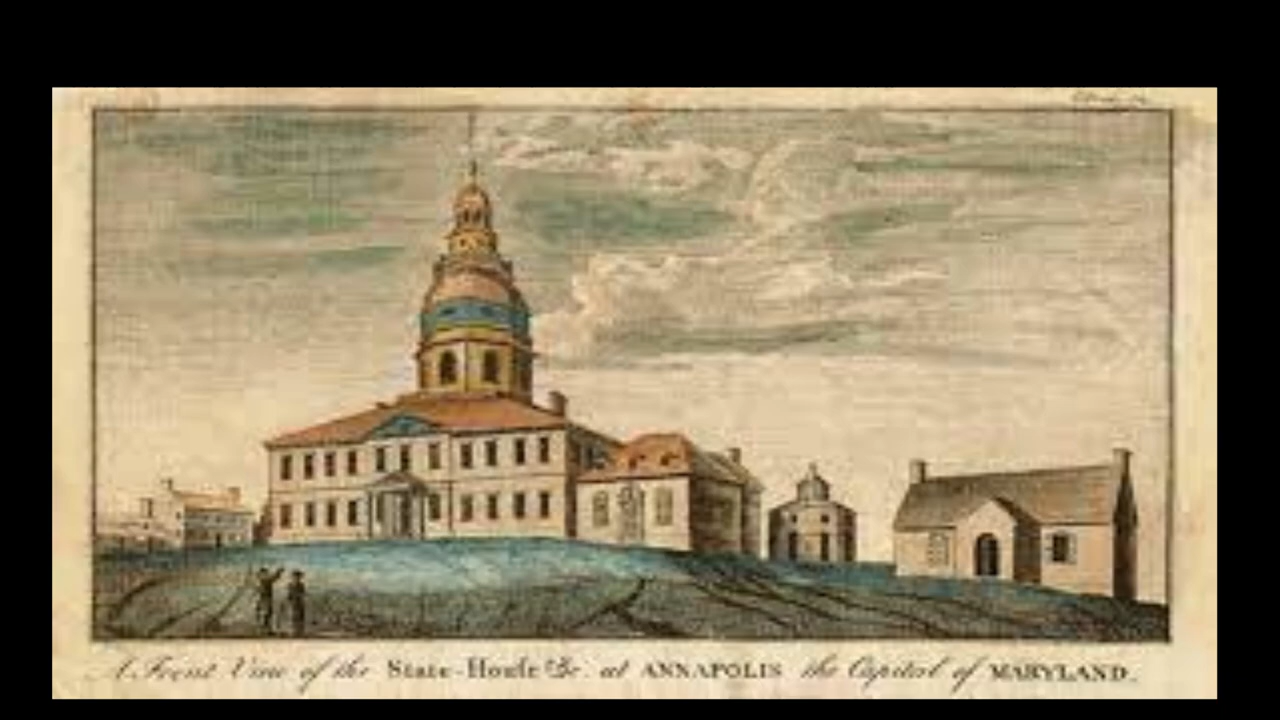 A Front View of the State-Houſe &c. at ANNAPOLIS the Capital of MARYLAND.